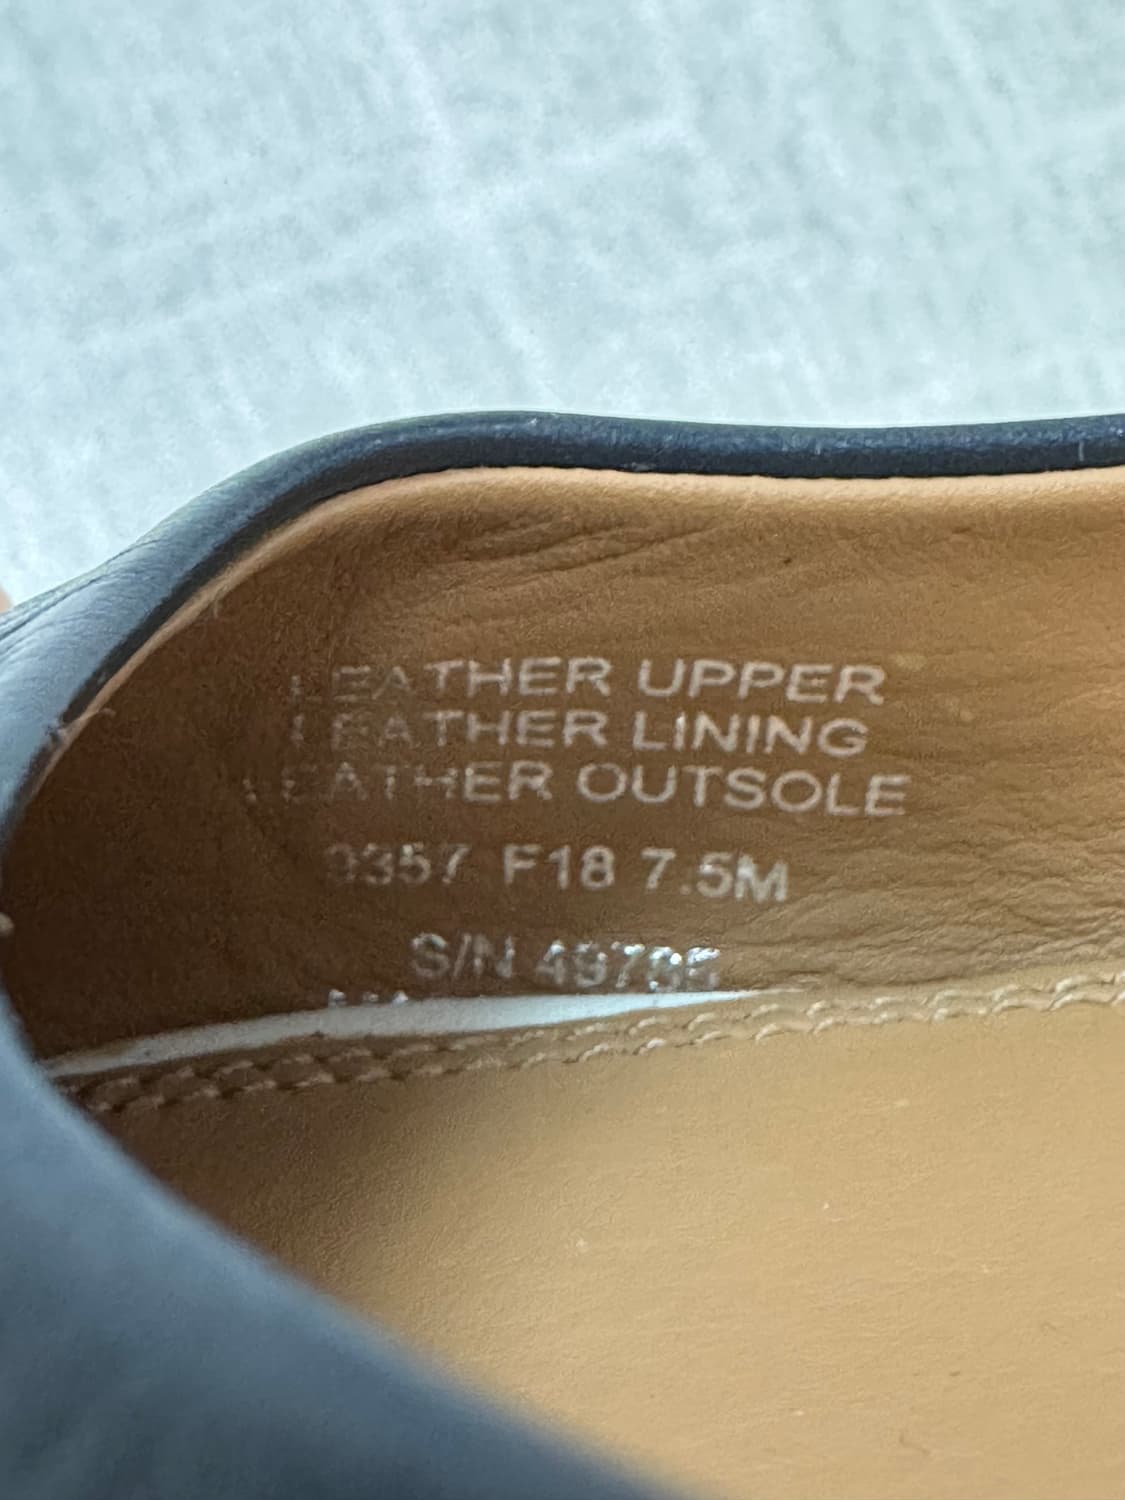 LEATHER UPPER
LEATHER LINING
LEATHER OUTSOLE
F18 7.5M
S/N